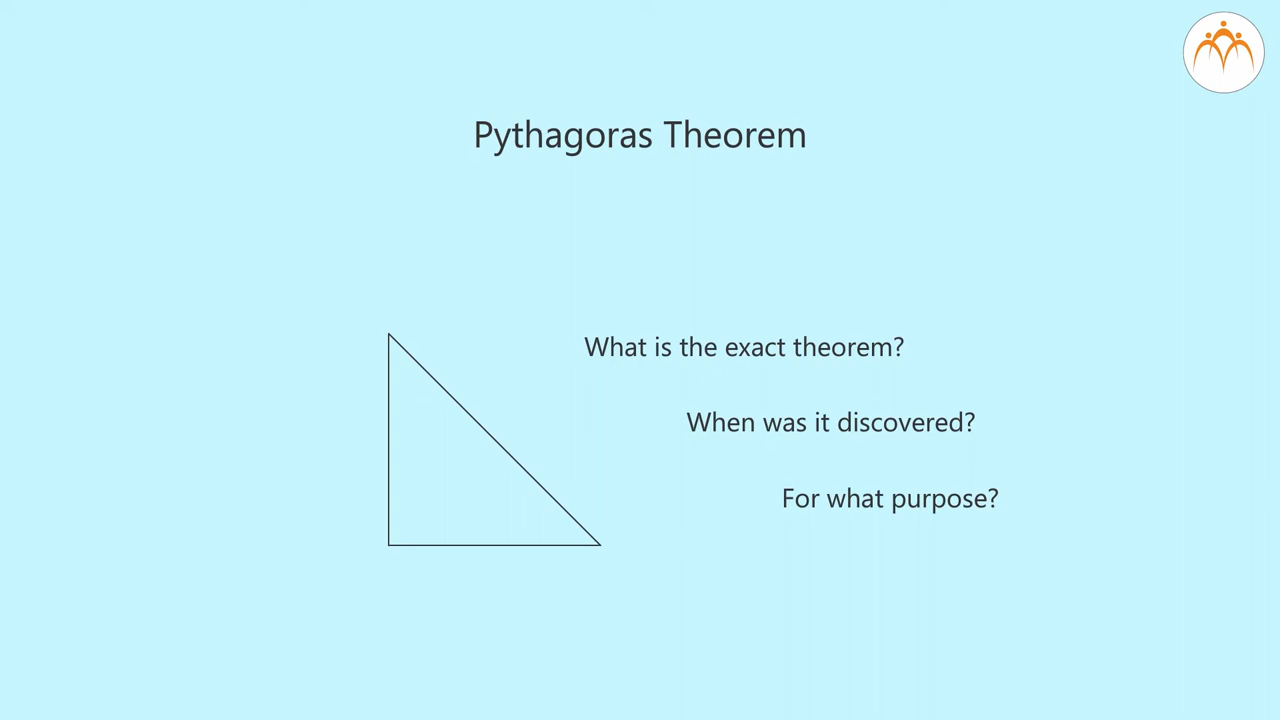 Pythagoras Theorem
What is the exact theorem?
When was it discovered?
For what purpose?